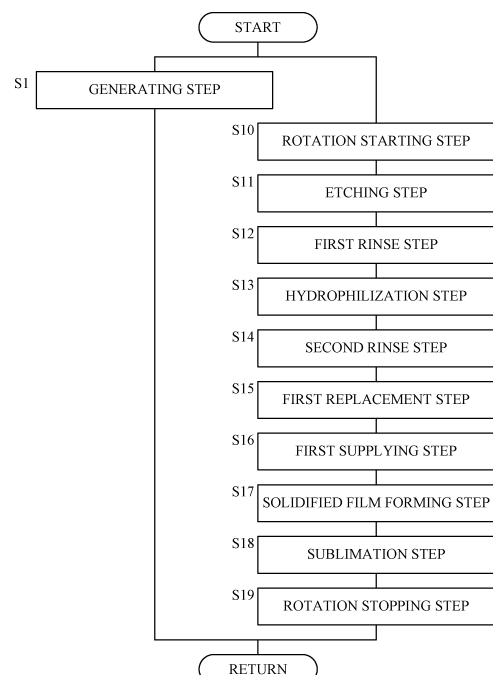 START
S1
GENERATING STEP
S10
ROTATION STARTING STEP
S11
ETCHING STEP
S12
FIRST RINSE STEP
S13
HYDROPHILIZATION STEP
S14
SECOND RINSE STEP
S15
FIRST REPLACEMENT STEP
S16
FIRST SUPPLYING STEP
S17
SOLIDIFIED FILM FORMING STEP
S18
SUBLIMATION STEP
S19
ROTATION STOPPING STEP
RETURN